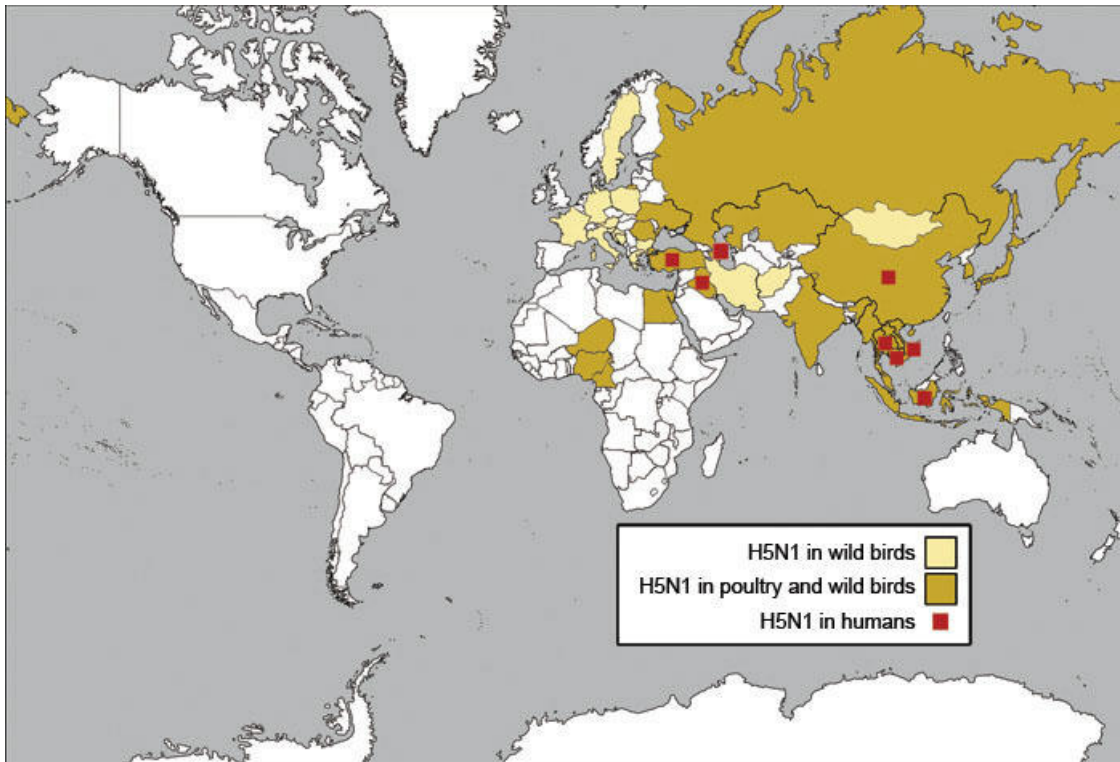 H5N1 in wild birds
H5N1 in poultry and wild birds
H5N1 in humans